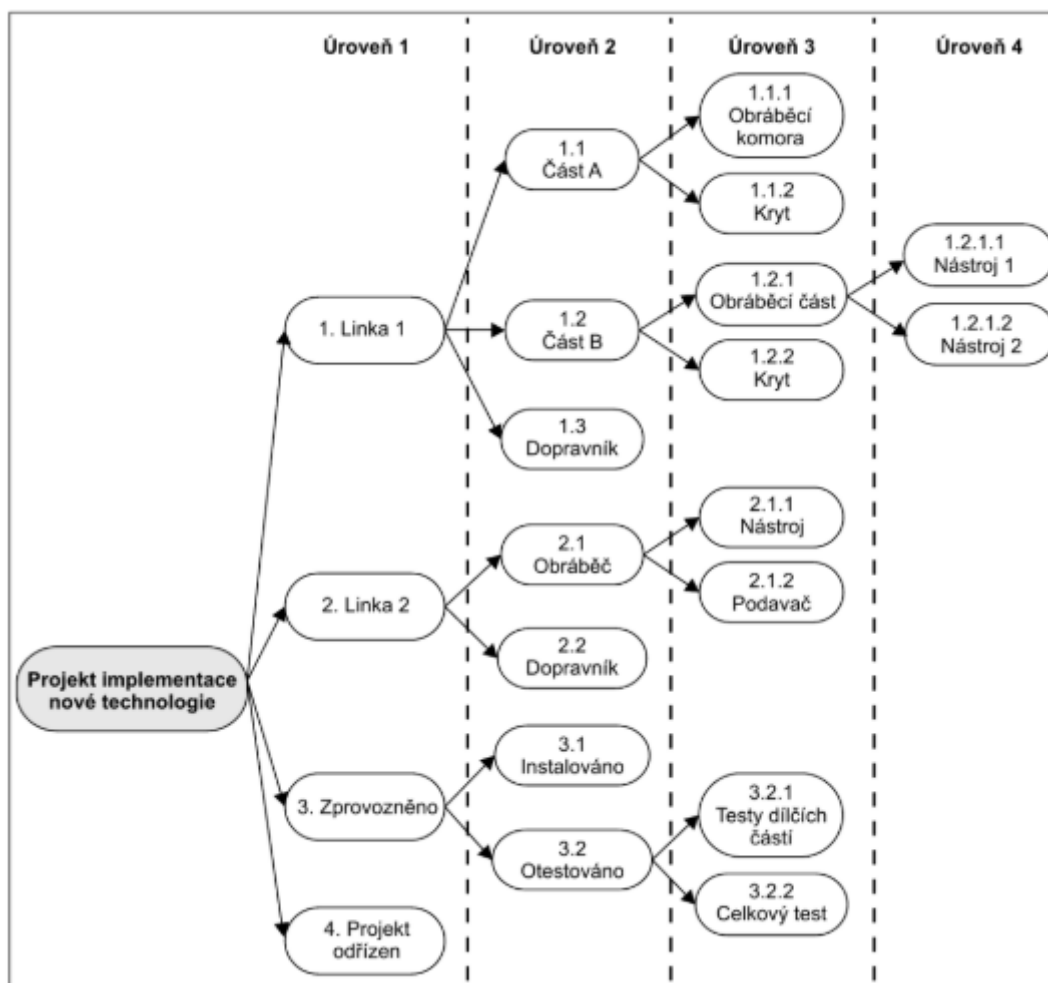 Úroveň 1
Úroveň 2
Úroveň 3
Úroveň 4
Projekt implementace
nové technologie
1. Linka 1
1.1
Část A
1.1.1
Obráběcí
komora
1.1.2
Kryt
1.2
Část B
1.2.1
Obráběcí část
1.2.1.1
Nástroj 1
1.2.1.2
Nástroj 2
1.2.2
Kryt
1.3
Dopravník
2. Linka 2
2.1
Obráběč
2.1.1
Nástroj
2.1.2
Podavač
2.2
Dopravník
3. Zprovozněno
3.1
Instalováno
3.2
Otestováno
3.2.1
Testy dílčích
částí
3.2.2
Celkový test
4. Projekt
odřízen